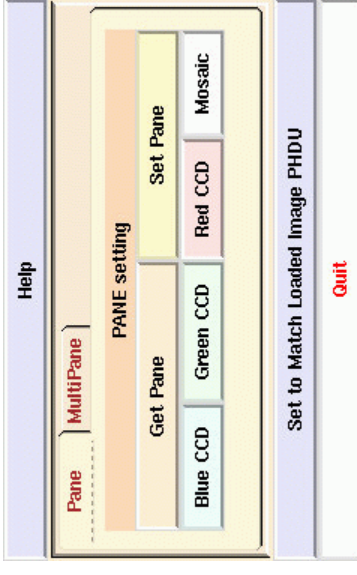 Help
Pane MultiPane
PANE setting
Get Pane Set Pane
Blue CCD Green CCD Red CCD Mosaic
Set to Match Loaded Image PHDU
Quit